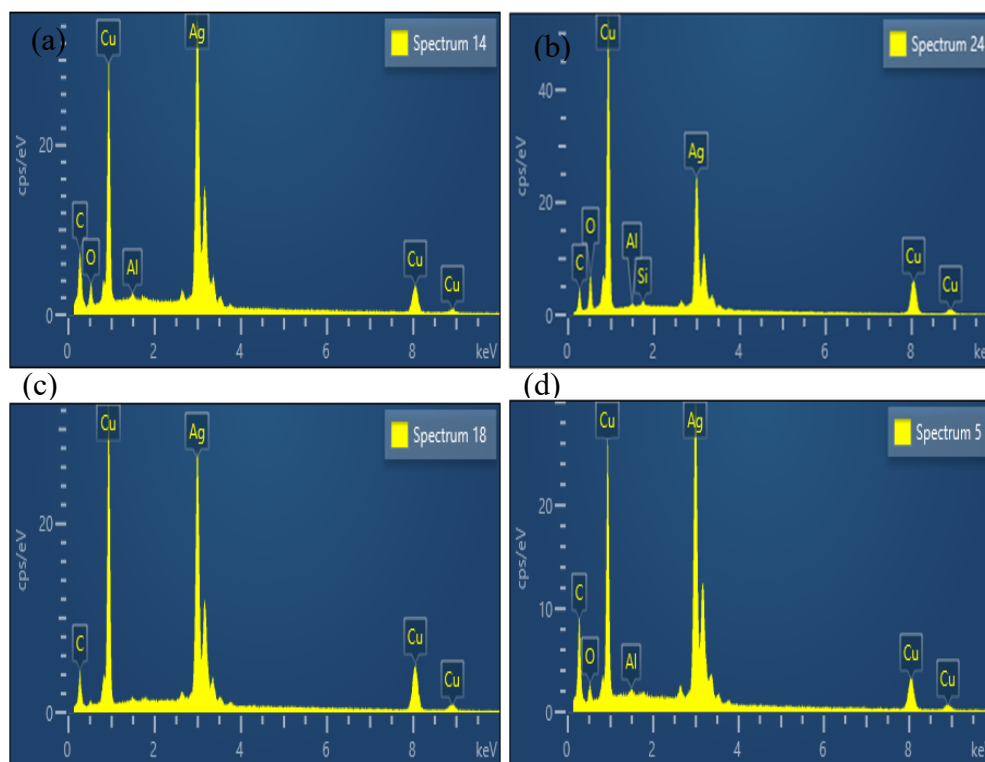 (a)
Cu
Ag
Spectrum 14
20
cps/eV
C
O
Al
Cu
Cu
0
0
2
4
6
8
keV
(b)
Cu
Spectrum 24
40
Ag
cps/eV
20
O
Al
C
Si
Cu
Cu
0
0
2
4
6
8
ke
(c)
Cu
Ag
Spectrum 18
20
cps/eV
C
Cu
Cu
0
0
2
4
6
8
keV
(d)
Cu
Ag
Spectrum 5
20
cps/eV
C
10
O
Al
Cu
Cu
0
0
2
4
6
8
keV